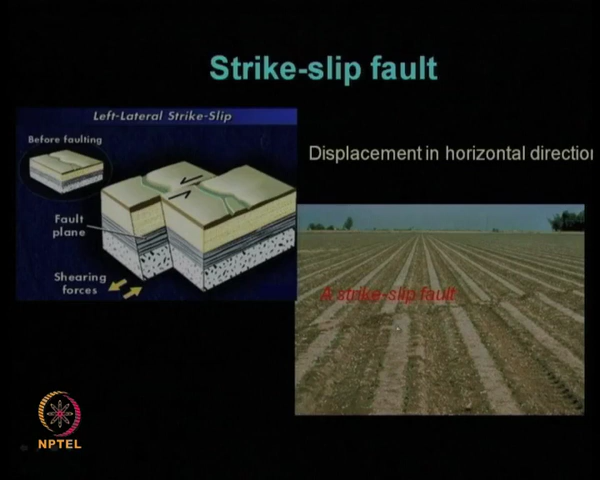 Strike-slip fault
Left-Lateral Strike-Slip
Before faulting
Displacement in horizontal direction
Fault
plane
Shearing
forces
A strike-slip fault
NPTEL